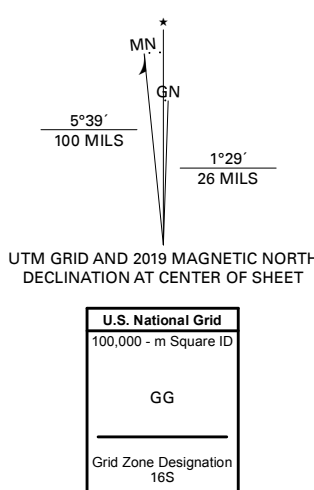 ★
MN
GN
5°39´
100 MILS
1°29´
26 MILS
UTM GRID AND 2019 MAGNETIC NORTH
DECLINATION AT CENTER OF SHEET
U.S. National Grid
100,000 - m Square ID
GG
Grid Zone Designation
16S